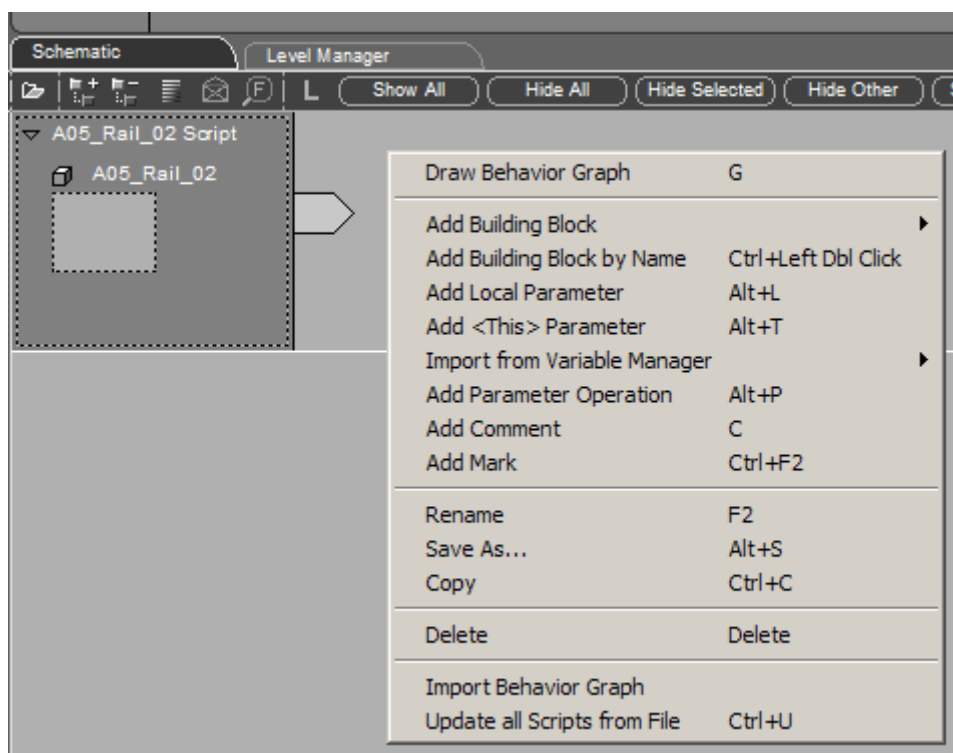 Schematic
Level Manager
F L Show All Hide All Hide Selected Hide Other
A05_Rail_02 Script
A05_Rail_02
Draw Behavior Graph G
Add Building Block
Add Building Block by Name Ctrl+Left Dbl Click
Add Local Parameter Alt+L
Add <This> Parameter Alt+T
Import from Variable Manager
Add Parameter Operation Alt+P
Add Comment C
Add Mark Ctrl+F2
Rename F2
Save As... Alt+S
Copy Ctrl+C
Delete Delete
Import Behavior Graph
Update all Scripts from File Ctrl+U